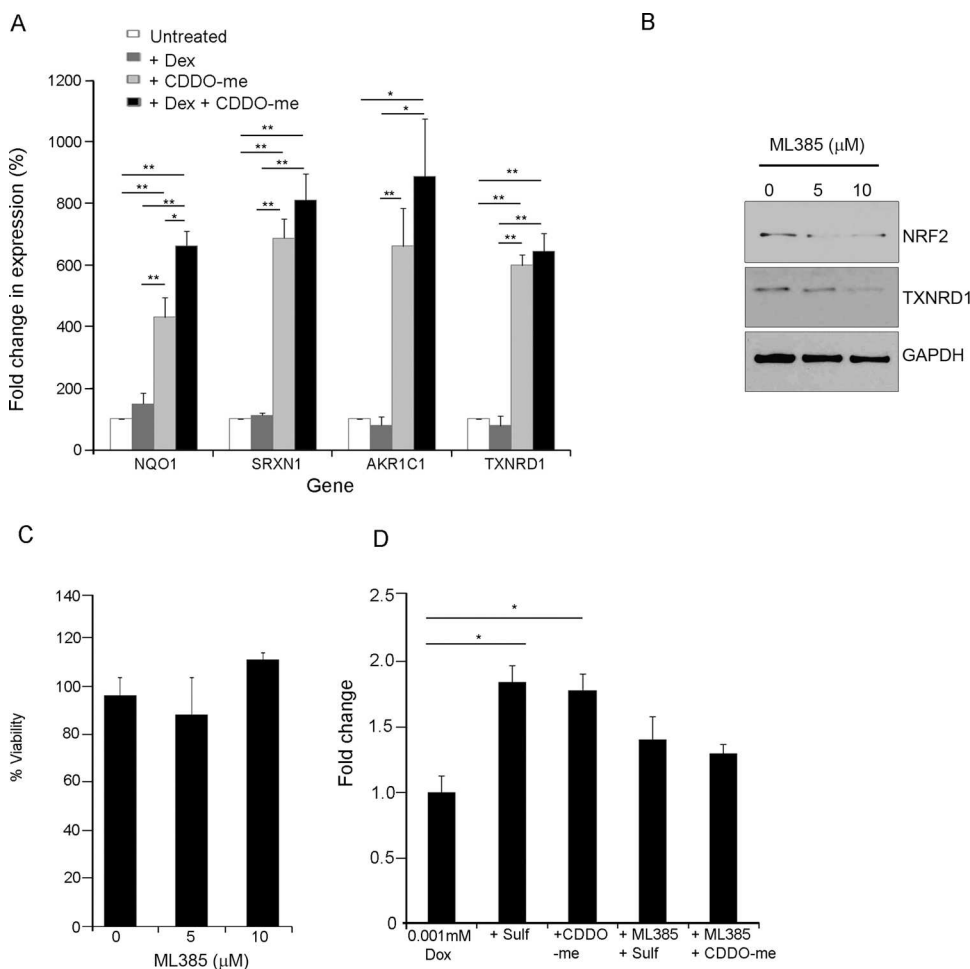 A
Untreated
+ Dex
+ CDDO-me
+ Dex + CDDO-me
Fold change in expression (%)
1200
1000
800
600
400
200
0
** ** ** ** * **
** ** ** **
* * **
** ** ** **
NQO1 SRXN1 AKR1C1 TXNRD1
Gene
B
ML385 (μM)
0 5 10
NRF2
TXNRD1
GAPDH
C
% Viability
140
120
100
80
60
40
20
0
0 5 10
ML385 (μM)
D
Fold change
2.5
2.0
1.5
1.0
0.5
0
*
*
0.001mM + Sulf +CDDO + ML385 + ML385
Dox -me + Sulf + CDDO-me